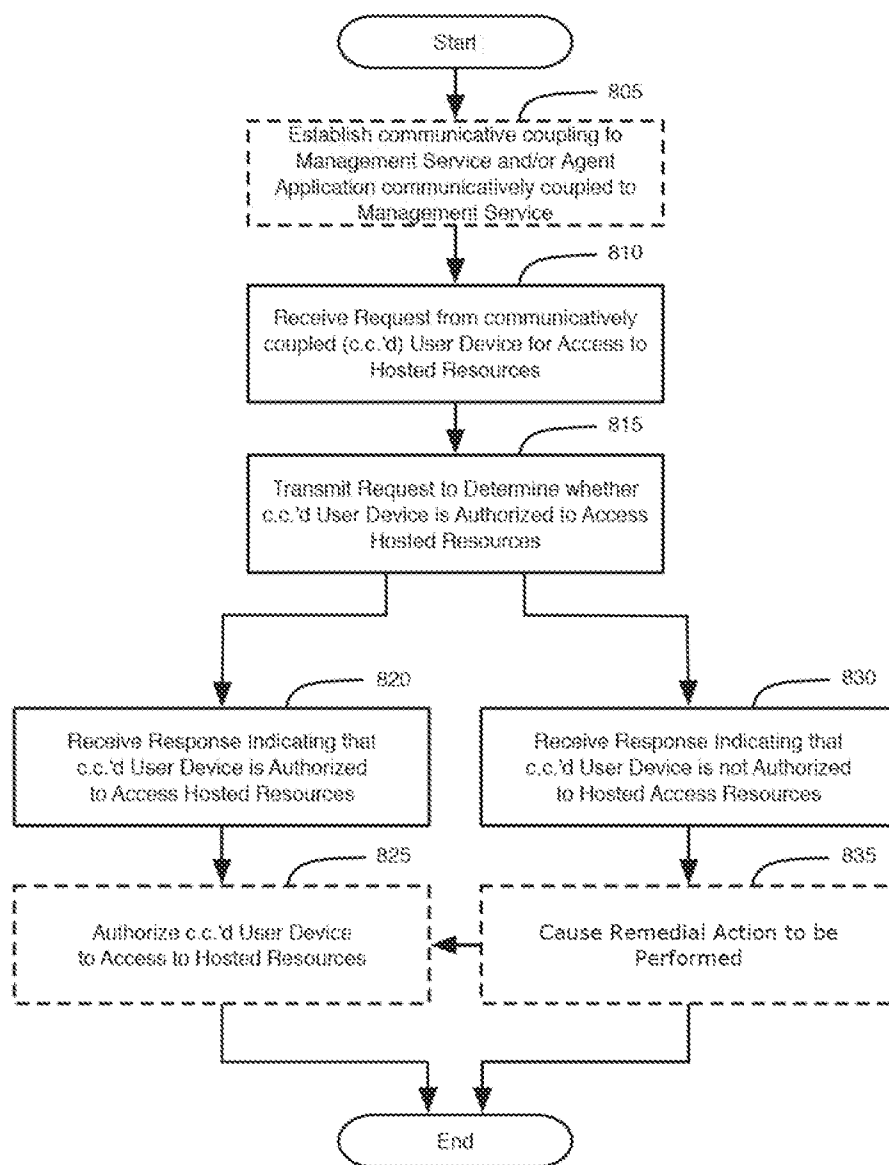 Start
805
Establish communicative coupling to
Management Service and/or Agent
Application communicatively coupled to
Management Service
810
Receive Request from communicatively
coupled (c.c.'d) User Device for Access to
Hosted Resources
815
Transmit Request to Determine whether
c.c.'d User Device is Authorized to Access
Hosted Resources
820
Receive Response Indicating that
c.c.'d User Device is Authorized
to Access Hosted Resources
830
Receive Response Indicating that
c.c.'d User Device is not Authorized
to Hosted Access Resources
825
Authorize c.c.'d User Device
to Access to Hosted Resources
835
Cause Remedial Action to be
Performed
End